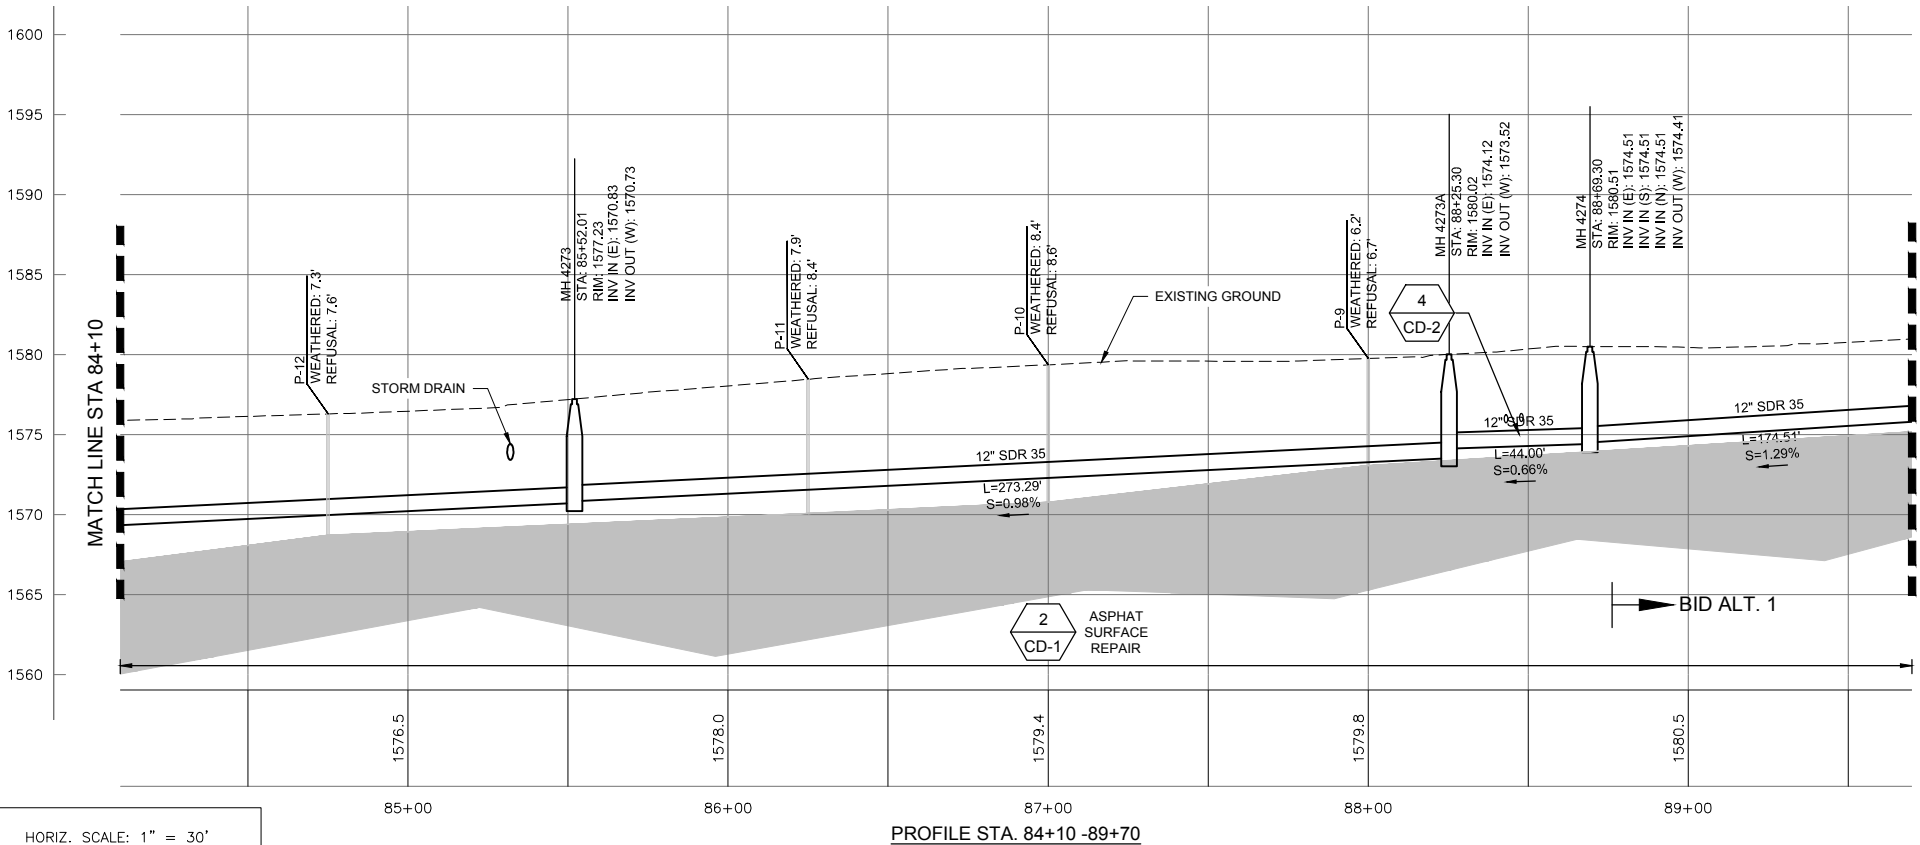 1600
1595
1590
1585
1580
1575
1570
1565
1560
MATCH LINE STA 84+10
P-12
WEATHERED: 7.3'
REFUSAL: 7.6'
STORM DRAIN
MH 4273
STA: 85+52.01
RIM: 1577.23
INV IN (E): 1570.83
INV OUT (W): 1570.73
P-11
WEATHERED: 7.9'
REFUSAL: 8.4'
P-10
WEATHERED: 8.4'
REFUSAL: 8.6'
EXISTING GROUND
P-9
WEATHERED: 6.2'
REFUSAL: 6.7'
4
CD-2
MH 4273A
STA: 88+25.30
RIM: 1580.02
INV IN (E): 1574.12
INV OUT (W): 1573.52
MH 4274
STA: 88+69.30
RIM: 1580.51
INV IN (E): 1574.51
INV IN (S): 1574.51
INV IN (N): 1574.51
INV OUT (W): 1574.41
12" SDR 35
L=273.29'
S=0.98%
12" SDR 35
L=44.00'
S=0.66%
12" SDR 35
L=174.51'
S=1.29%
BID ALT. 1
2
CD-1
ASPHAT
SURFACE
REPAIR
1576.5
1578.0
1579.4
1579.8
1580.5
85+00
86+00
87+00
88+00
89+00
PROFILE STA. 84+10 -89+70
HORIZ. SCALE: 1" = 30'